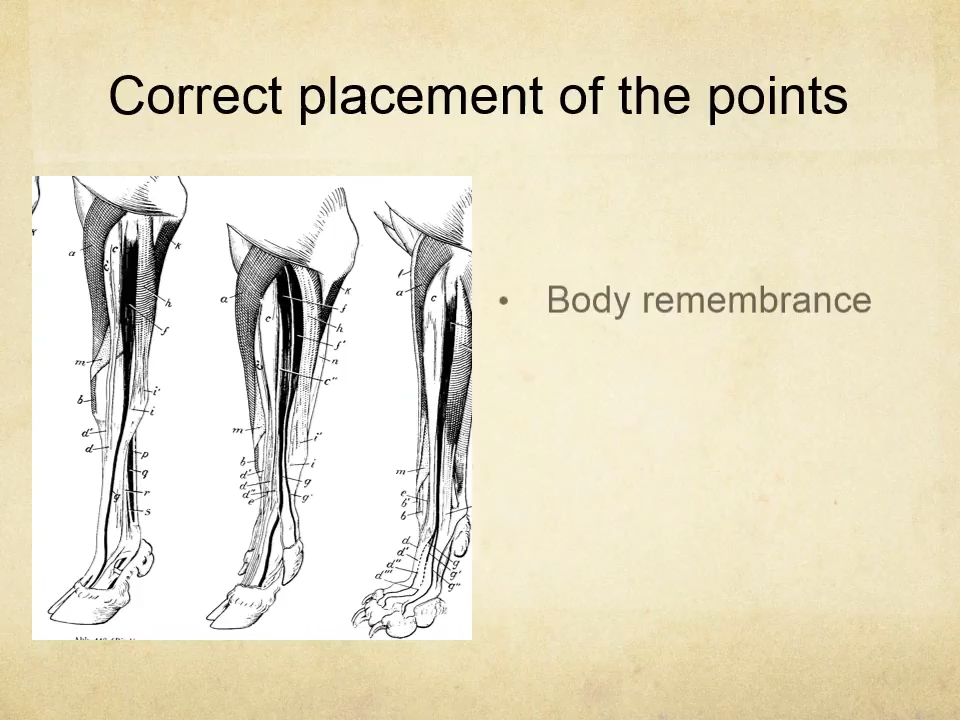 Correct placement of the points
• Body remembrance
a
c
k
h
f
m
b
i'
i
d'
d
p
q
g
r
s
a
c
k
f
h
f'
n
c''
m
i'
b
d'
d
d''
e
i
g
g'
l
a
c
m
e
b'
b
d
d'
d''
d'''
g
g'
g''